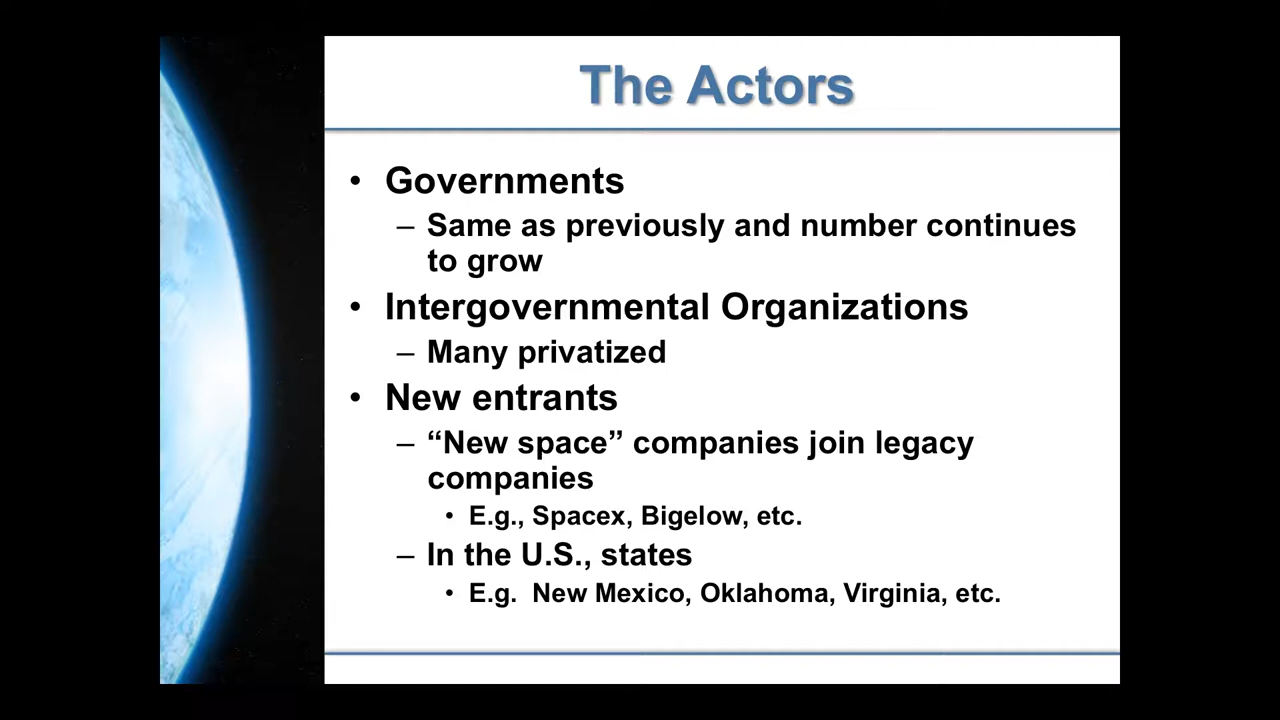 The Actors
• Governments
– Same as previously and number continues
to grow
• Intergovernmental Organizations
– Many privatized
• New entrants
– “New space” companies join legacy
companies
• E.g., Spacex, Bigelow, etc.
– In the U.S., states
• E.g.  New Mexico, Oklahoma, Virginia, etc.